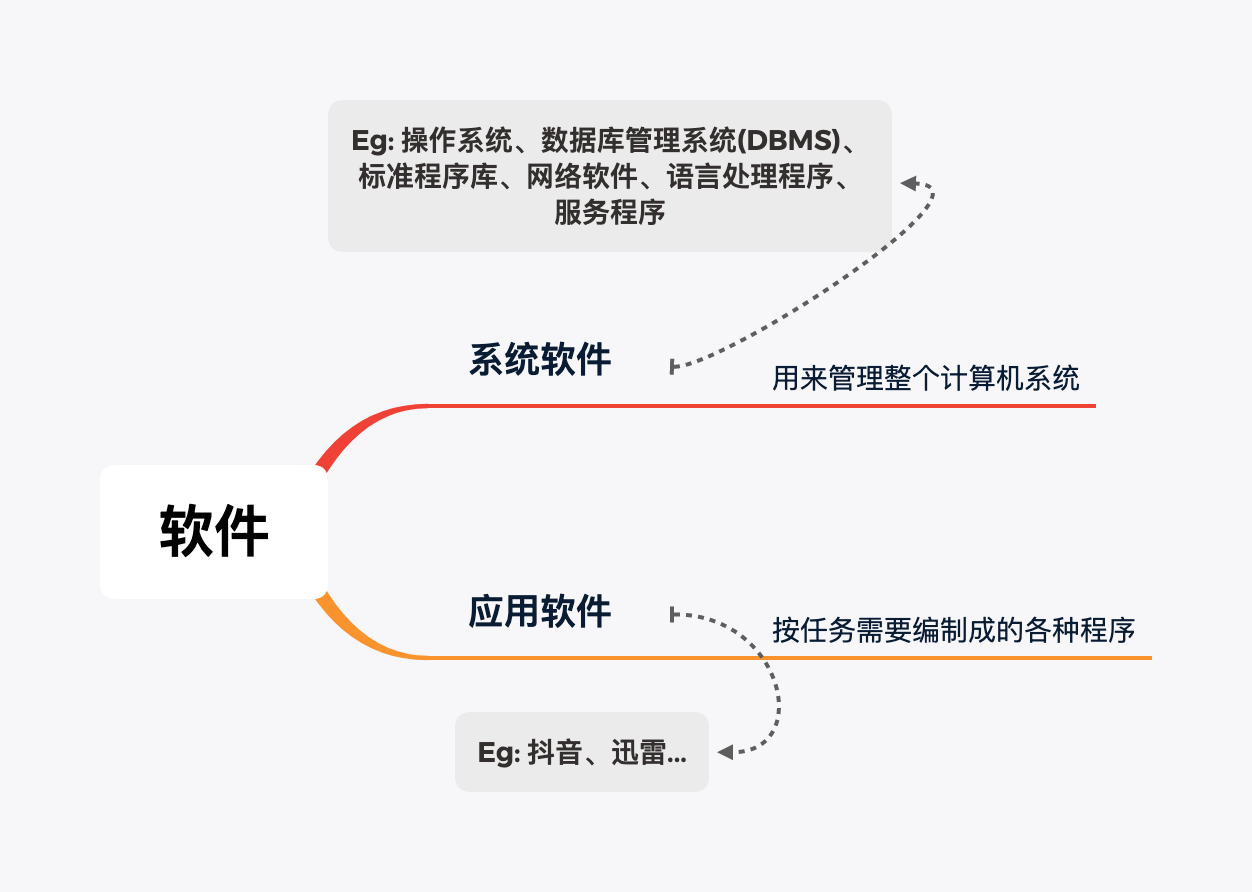 Eg: 操作系统、数据库管理系统(DBMS)、
标准程序库、网络软件、语言处理程序、
服务程序
系统软件
用来管理整个计算机系统
软件
应用软件
按任务需要编制成的各种程序
Eg: 抖音、迅雷...